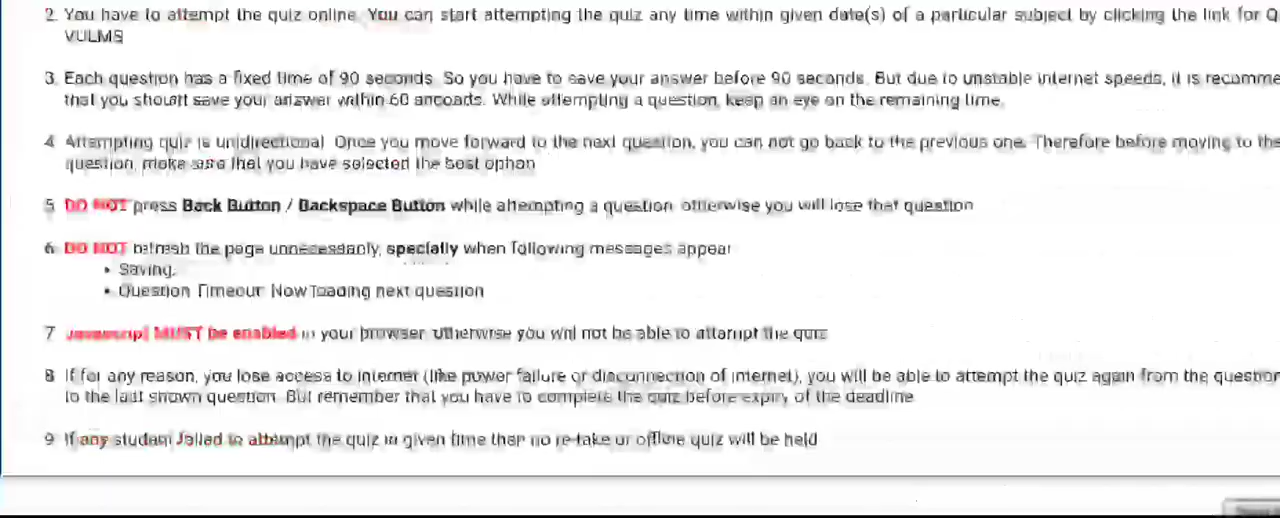 2. You have to attempt the quiz online. You can start attempting the quiz any time within given date(s) of a particular subject by clicking the link for Q
VULMS
3. Each question has a fixed time of 90 seconds. So you have to save your answer before 90 seconds. But due to unstable internet speeds, it is recomme
that you should save your answer within 60 seconds. While attempting a question, keep an eye on the remaining time.
4. Attempting quiz is unidirectional. Once you move forward to the next question, you can not go back to the previous one. Therefore before moving to the
question, make sure that you have selected the best option
5. DO NOT press Back Button / Backspace Button while attempting a question otherwise you will lose that question
6. DO NOT refresh the page unnecessarily, specially when following messages appear
• Saving.
• Question Timeout Now loading next question
7. Javascript MUST be enabled in your browser otherwise you will not be able to attempt the quiz
8. If for any reason, you lose access to internet (like power failure or disconnection of internet), you will be able to attempt the quiz again from the question
to the last shown question. But remember that you have to complete the quiz before expiry of the deadline
9. If any student failed to attempt the quiz in given time then no re-take or offline quiz will be held